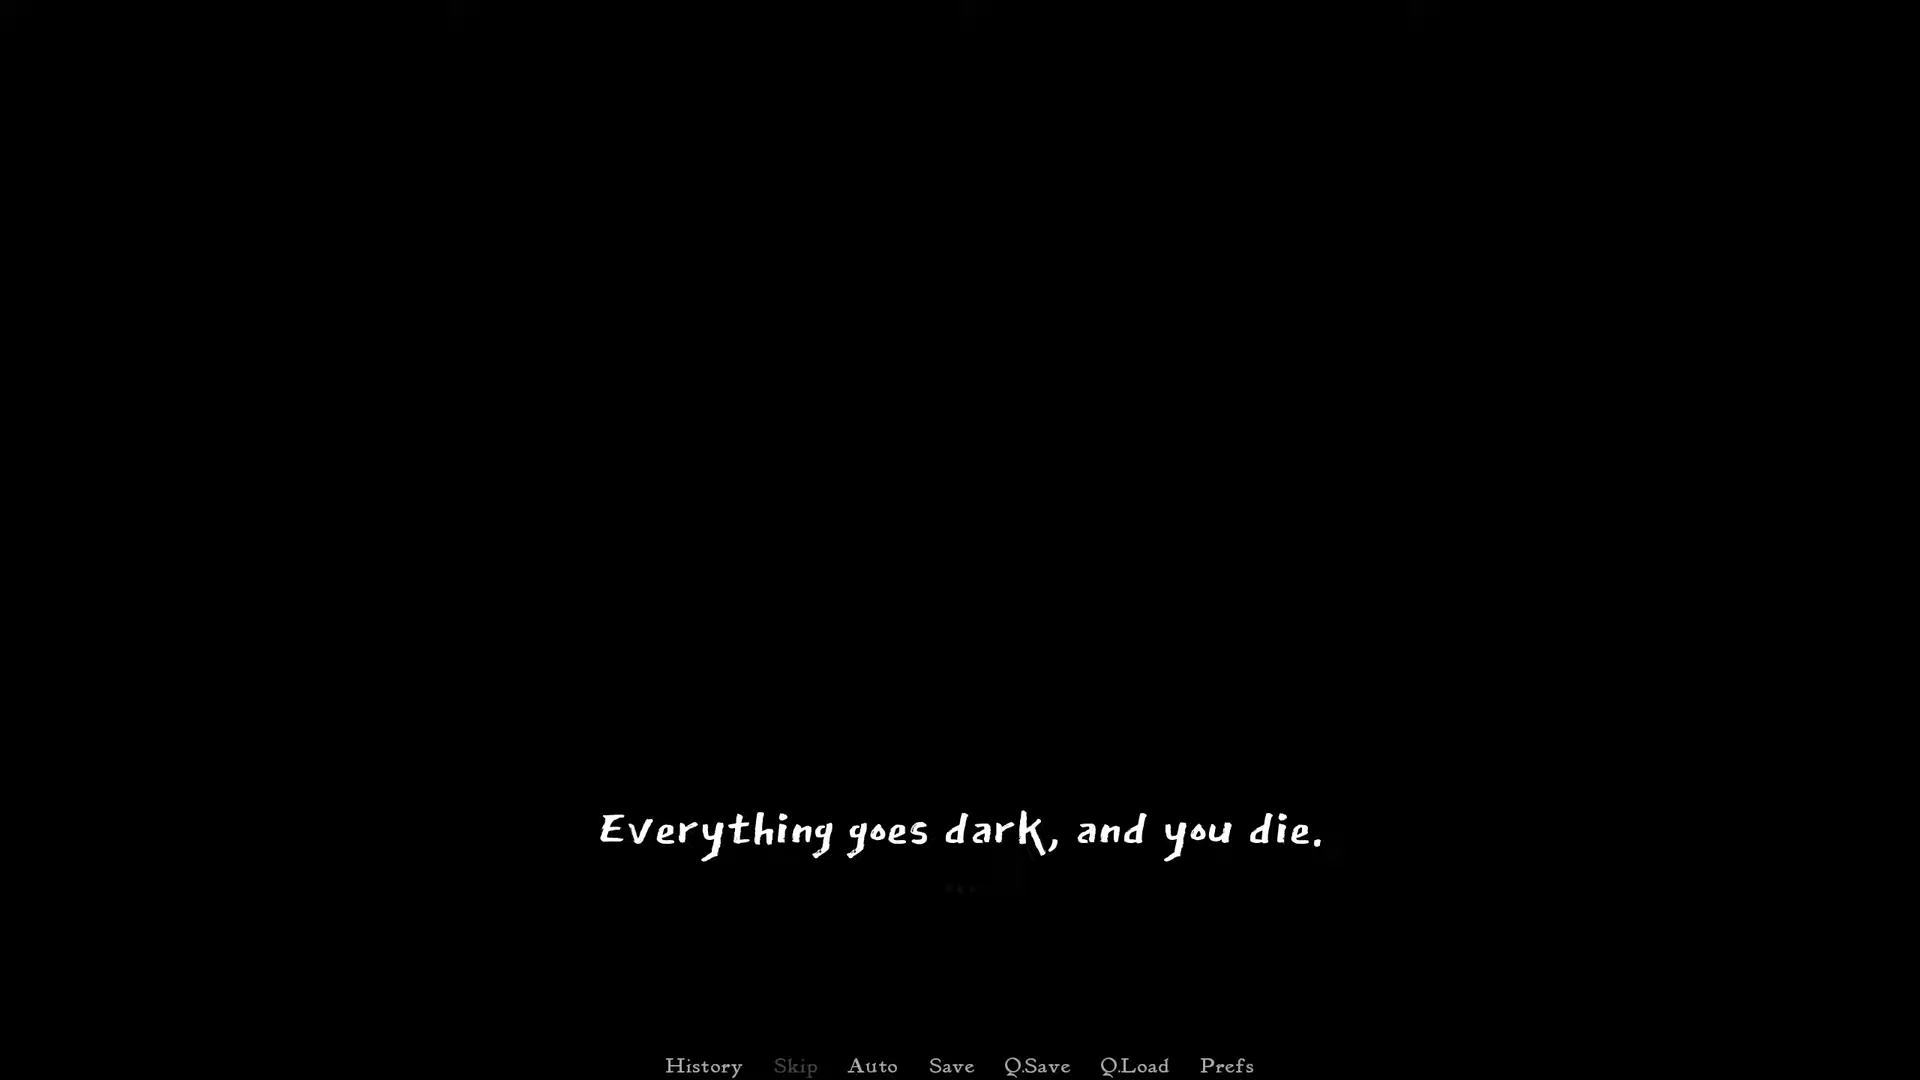 Everything goes dark, and you die.
History Skip Auto Save Q.Save Q.Load Prefs